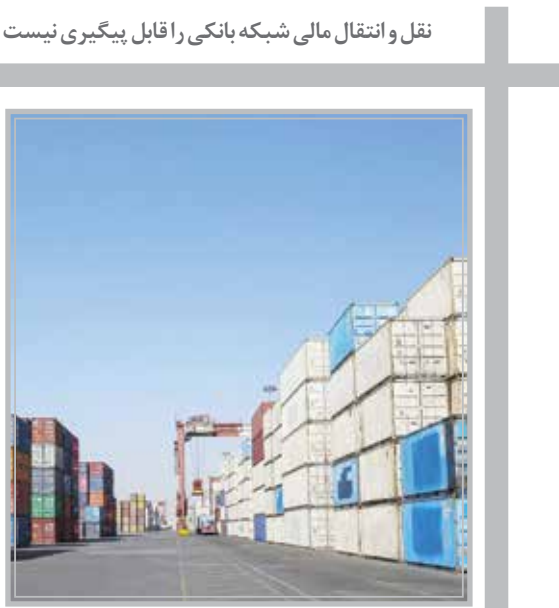 نقل و انتقال مالی شبکه بانکی را قابل پیگیری نیست